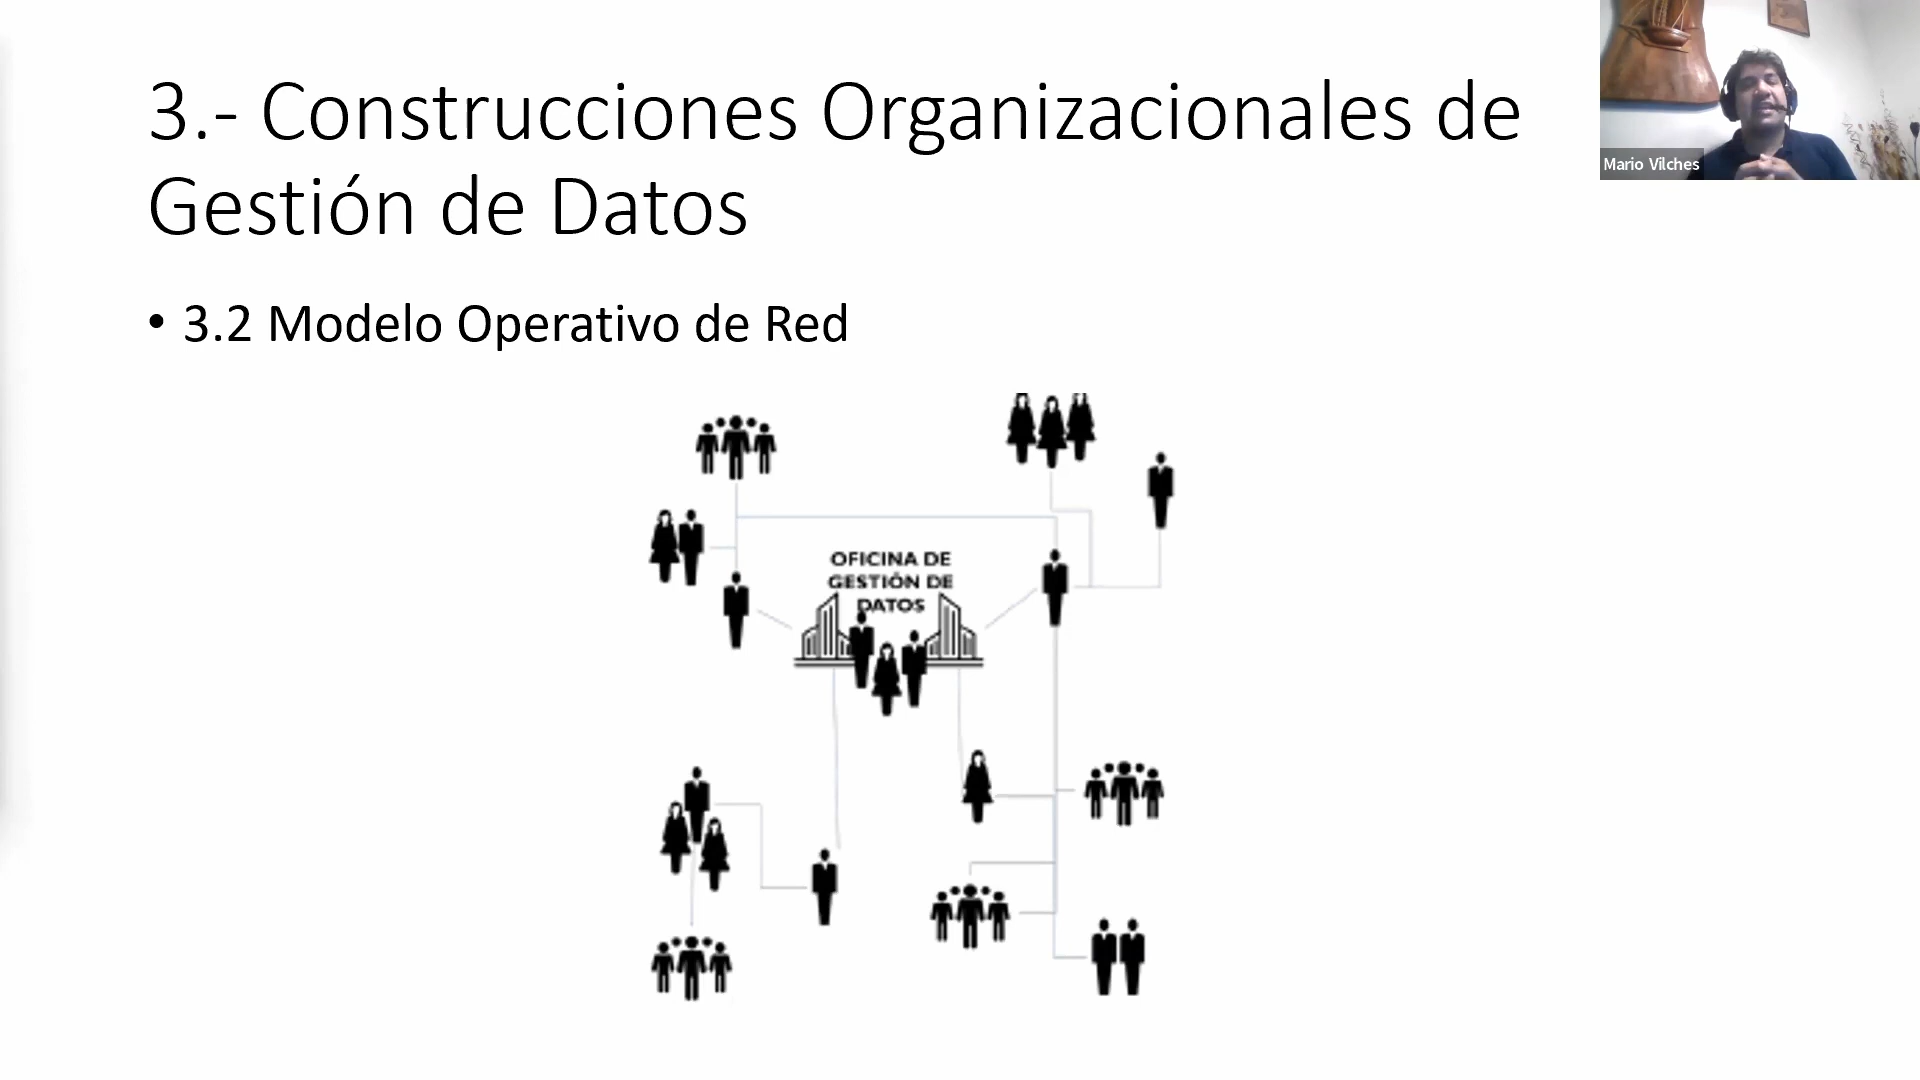 3.- Construcciones Organizacionales de
Gestión de Datos
• 3.2 Modelo Operativo de Red
OFICINA DE
GESTIÓN DE
DATOS
Mario Vilches